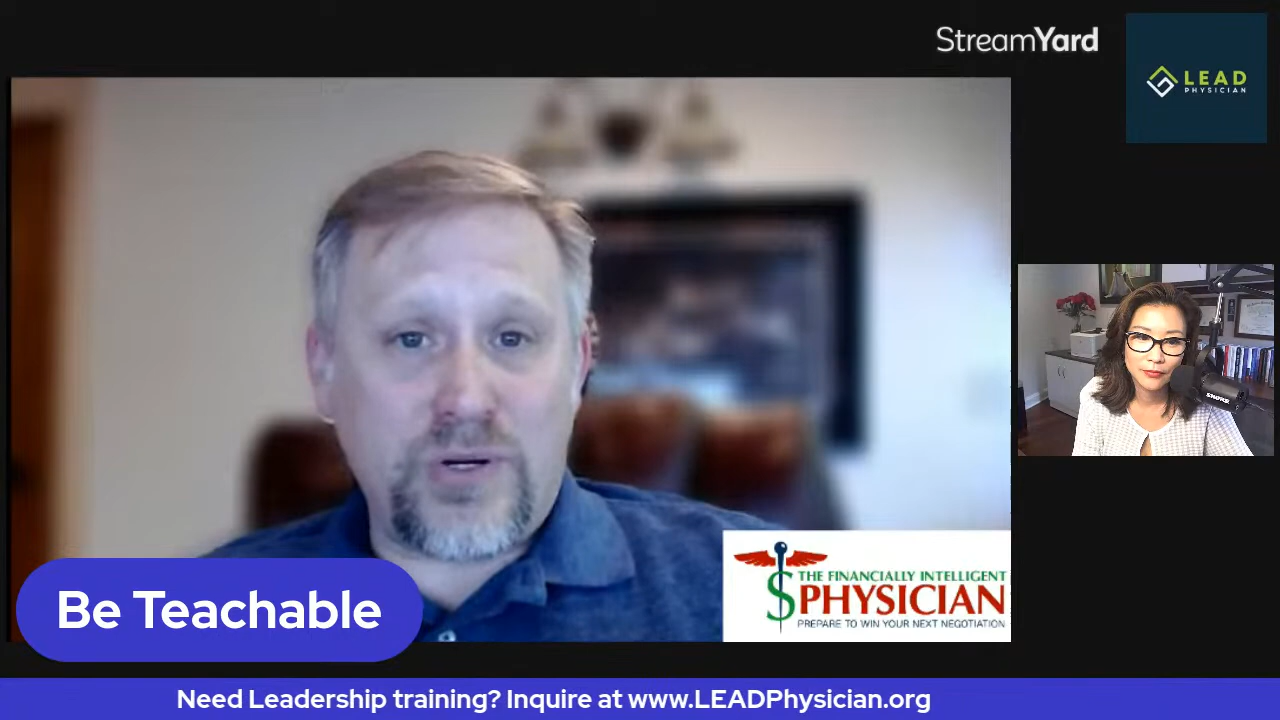 StreamYard
LEAD
PHYSICIAN
SHURE
THE FINANCIALLY INTELLIGENT
$PHYSICIAN
PREPARE TO WIN YOUR NEXT NEGOTIATION
Be Teachable
Need Leadership training? Inquire at www.LEADPhysician.org